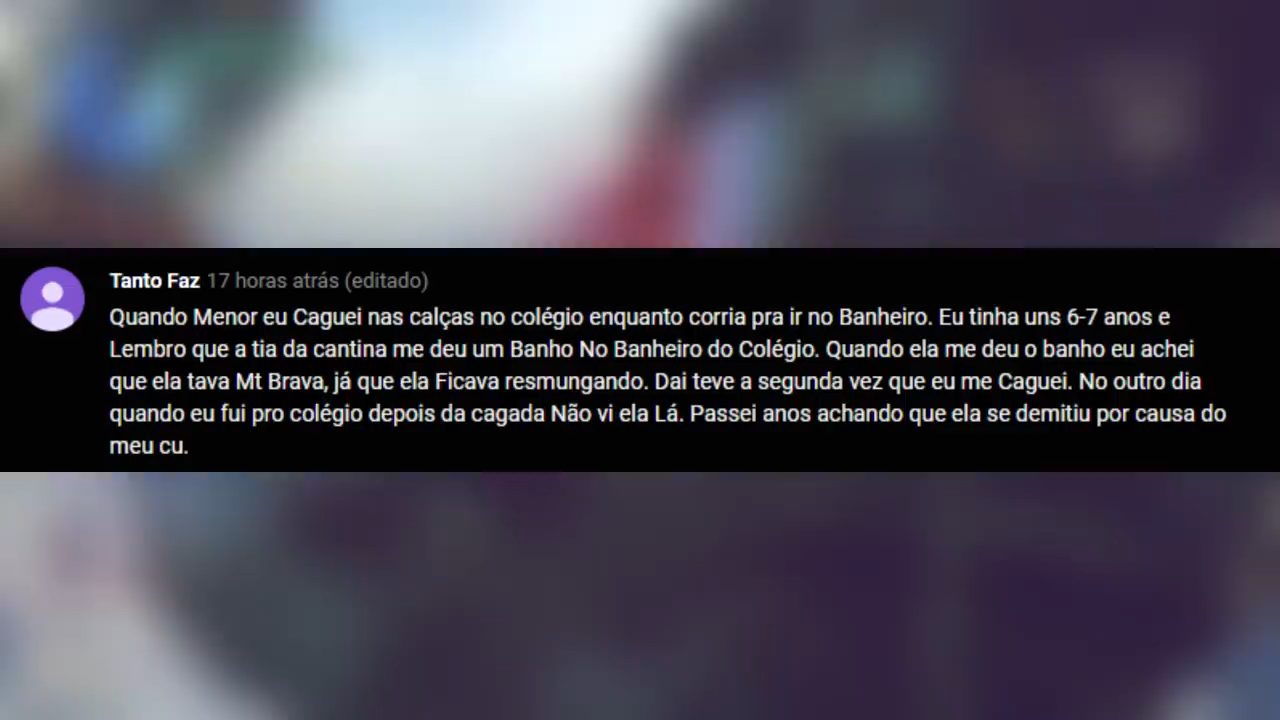 Tanto Faz 17 horas atrás (editado)
Quando Menor eu Caguei nas calças no colégio enquanto corria pra ir no Banheiro. Eu tinha uns 6-7 anos e
Lembro que a tia da cantina me deu um Banho No Banheiro do Colégio. Quando ela me deu o banho eu achei
que ela tava Mt Brava, já que ela Ficava resmungando. Dai teve a segunda vez que eu me Caguei. No outro dia
quando eu fui pro colégio depois da cagada Não vi ela Lá. Passei anos achando que ela se demitiu por causa do
meu cu.